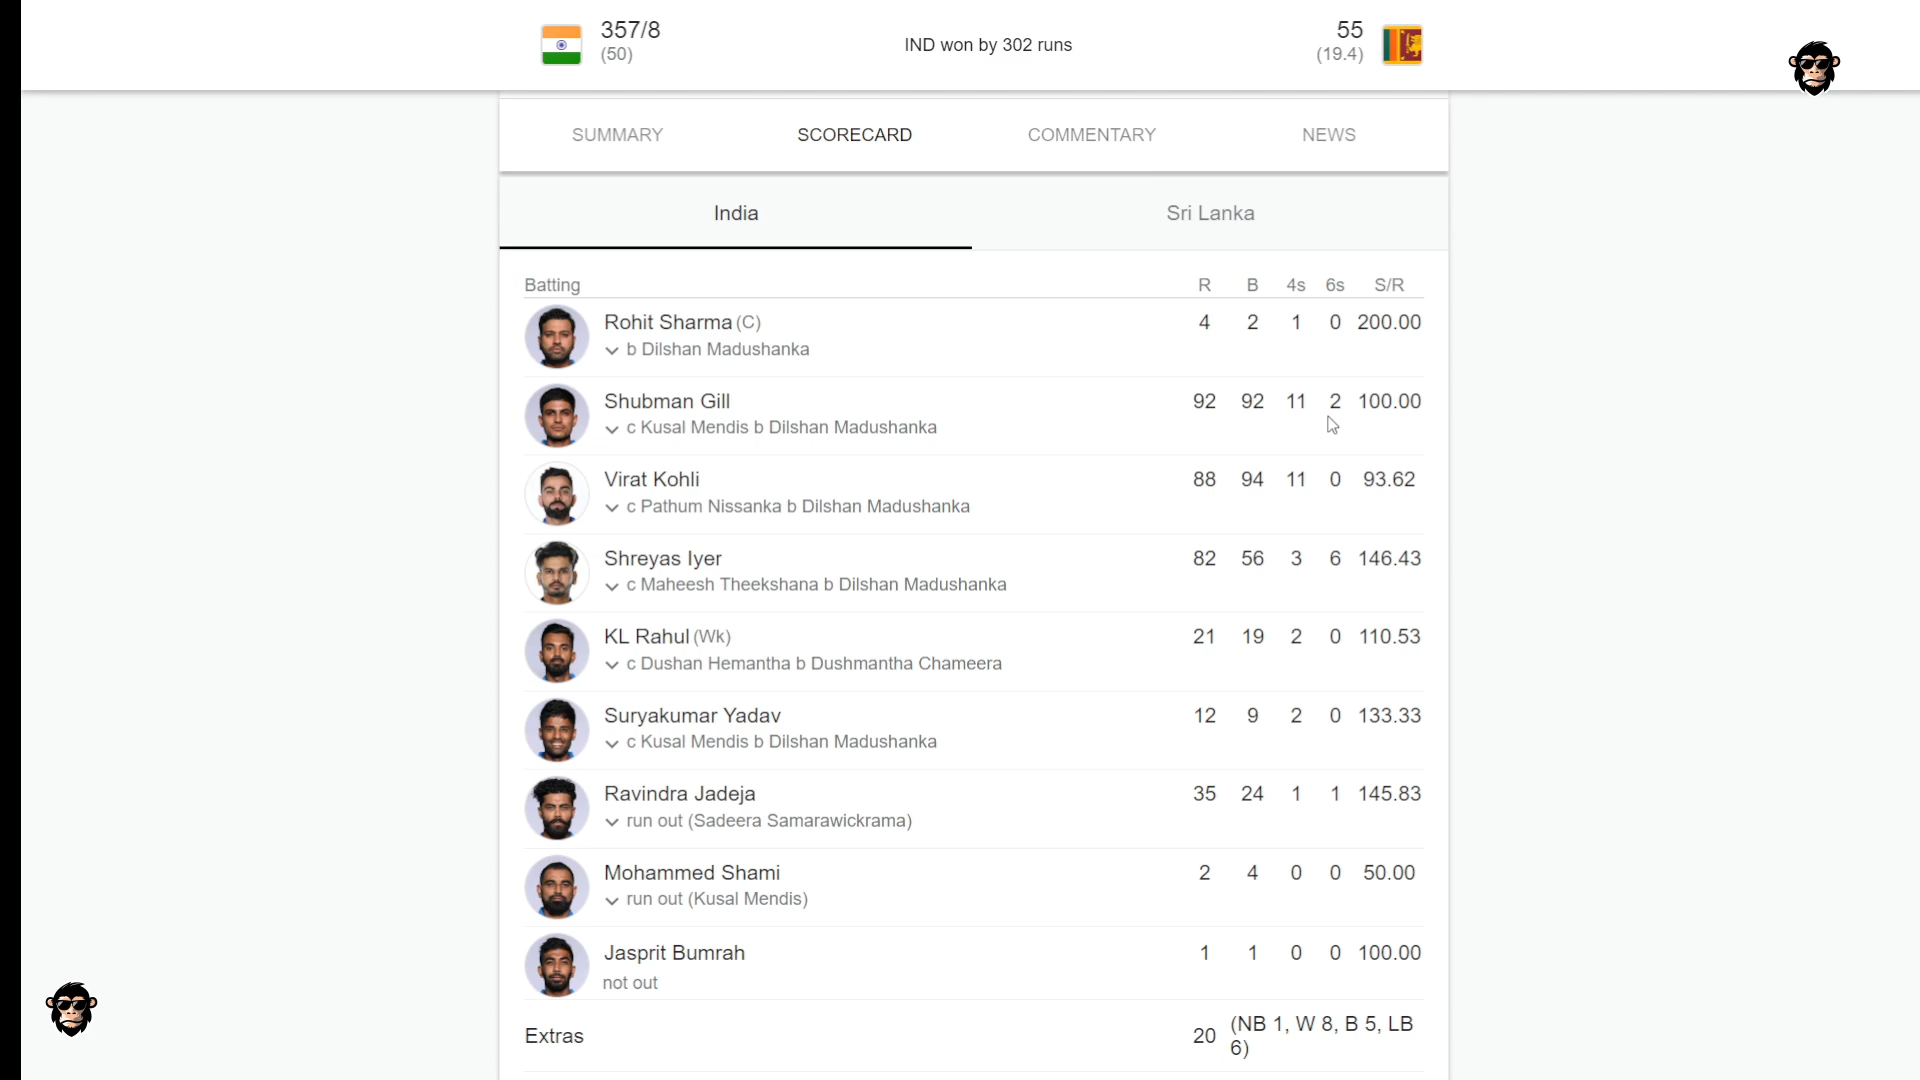 357/8
(50)
IND won by 302 runs
55
(19.4)
SUMMARY SCORECARD COMMENTARY NEWS
India Sri Lanka
Batting R B 4s 6s S/R
Rohit Sharma (C) 4 2 1 0 200.00
b Dilshan Madushanka
Shubman Gill 92 92 11 2 100.00
c Kusal Mendis b Dilshan Madushanka
Virat Kohli 88 94 11 0 93.62
c Pathum Nissanka b Dilshan Madushanka
Shreyas Iyer 82 56 3 6 146.43
c Maheesh Theekshana b Dilshan Madushanka
KL Rahul (Wk) 21 19 2 0 110.53
c Dushan Hemantha b Dushmantha Chameera
Suryakumar Yadav 12 9 2 0 133.33
c Kusal Mendis b Dilshan Madushanka
Ravindra Jadeja 35 24 1 1 145.83
run out (Sadeera Samarawickrama)
Mohammed Shami 2 4 0 0 50.00
run out (Kusal Mendis)
Jasprit Bumrah 1 1 0 0 100.00
not out
Extras 20 (NB 1, W 8, B 5, LB
6)